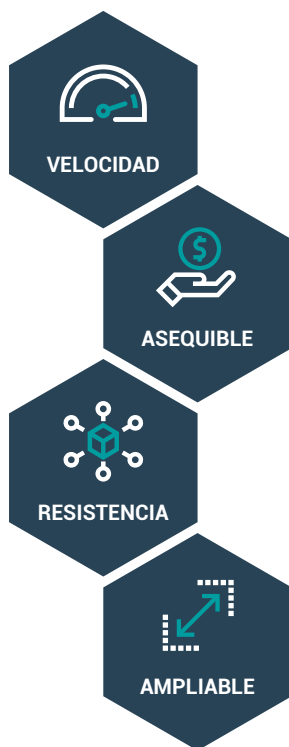 VELOCIDAD
$
ASEQUIBLE
RESISTENCIA
AMPLIABLE